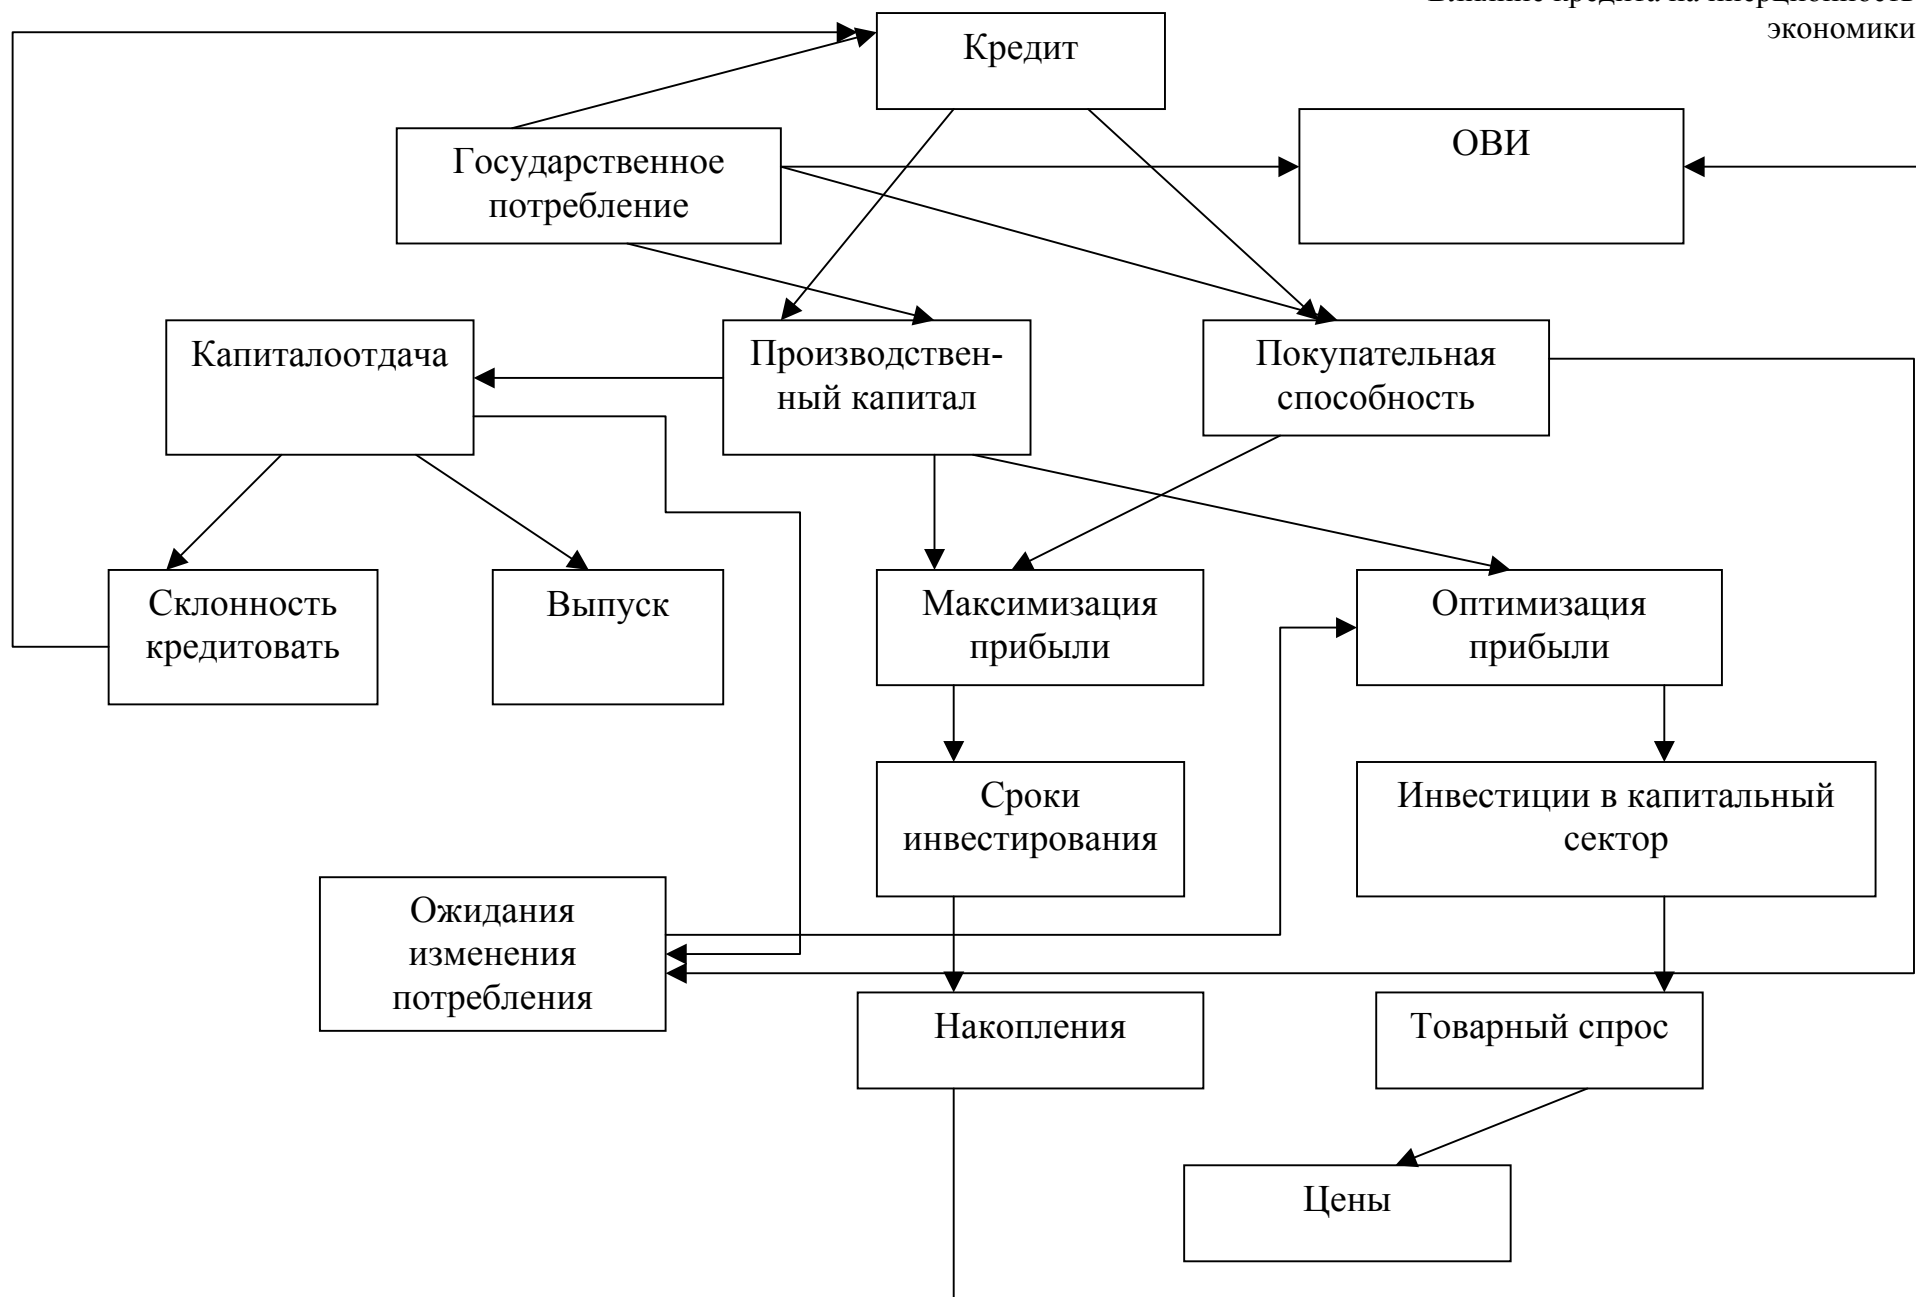 экономики
Кредит
ОВИ
Государственное
потребление
Капиталоотдача
Производствен-
ный капитал
Покупательная
способность
Склонность
кредитовать
Выпуск
Максимизация
прибыли
Оптимизация
прибыли
Сроки
инвестирования
Инвестиции в капитальный
сектор
Ожидания
изменения
потребления
Накопления
Товарный спрос
Цены